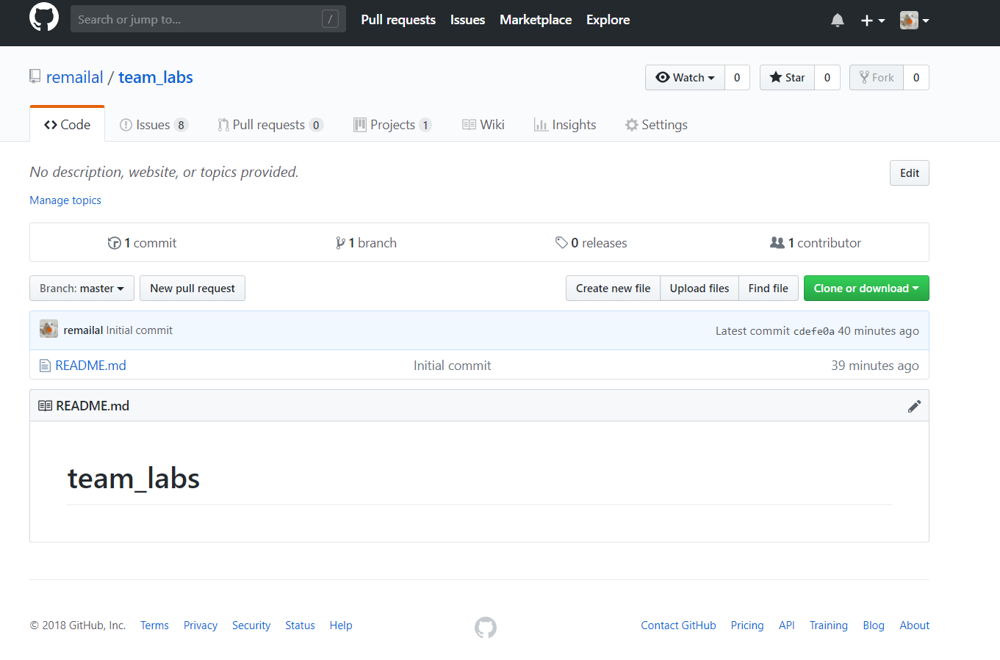 Search or jump to... / Pull requests Issues Marketplace Explore
remailal / team_labs Watch 0 Star 0 Fork 0
Code Issues 8 Pull requests 0 Projects 1 Wiki Insights Settings
No description, website, or topics provided. Edit
Manage topics
1 commit 1 branch 0 releases 1 contributor
Branch: master New pull request Create new file Upload files Find file Clone or download
remailal Initial commit Latest commit cdefe0a 40 minutes ago
README.md Initial commit 39 minutes ago
README.md
team_labs
© 2018 GitHub, Inc. Terms Privacy Security Status Help Contact GitHub Pricing API Training Blog About